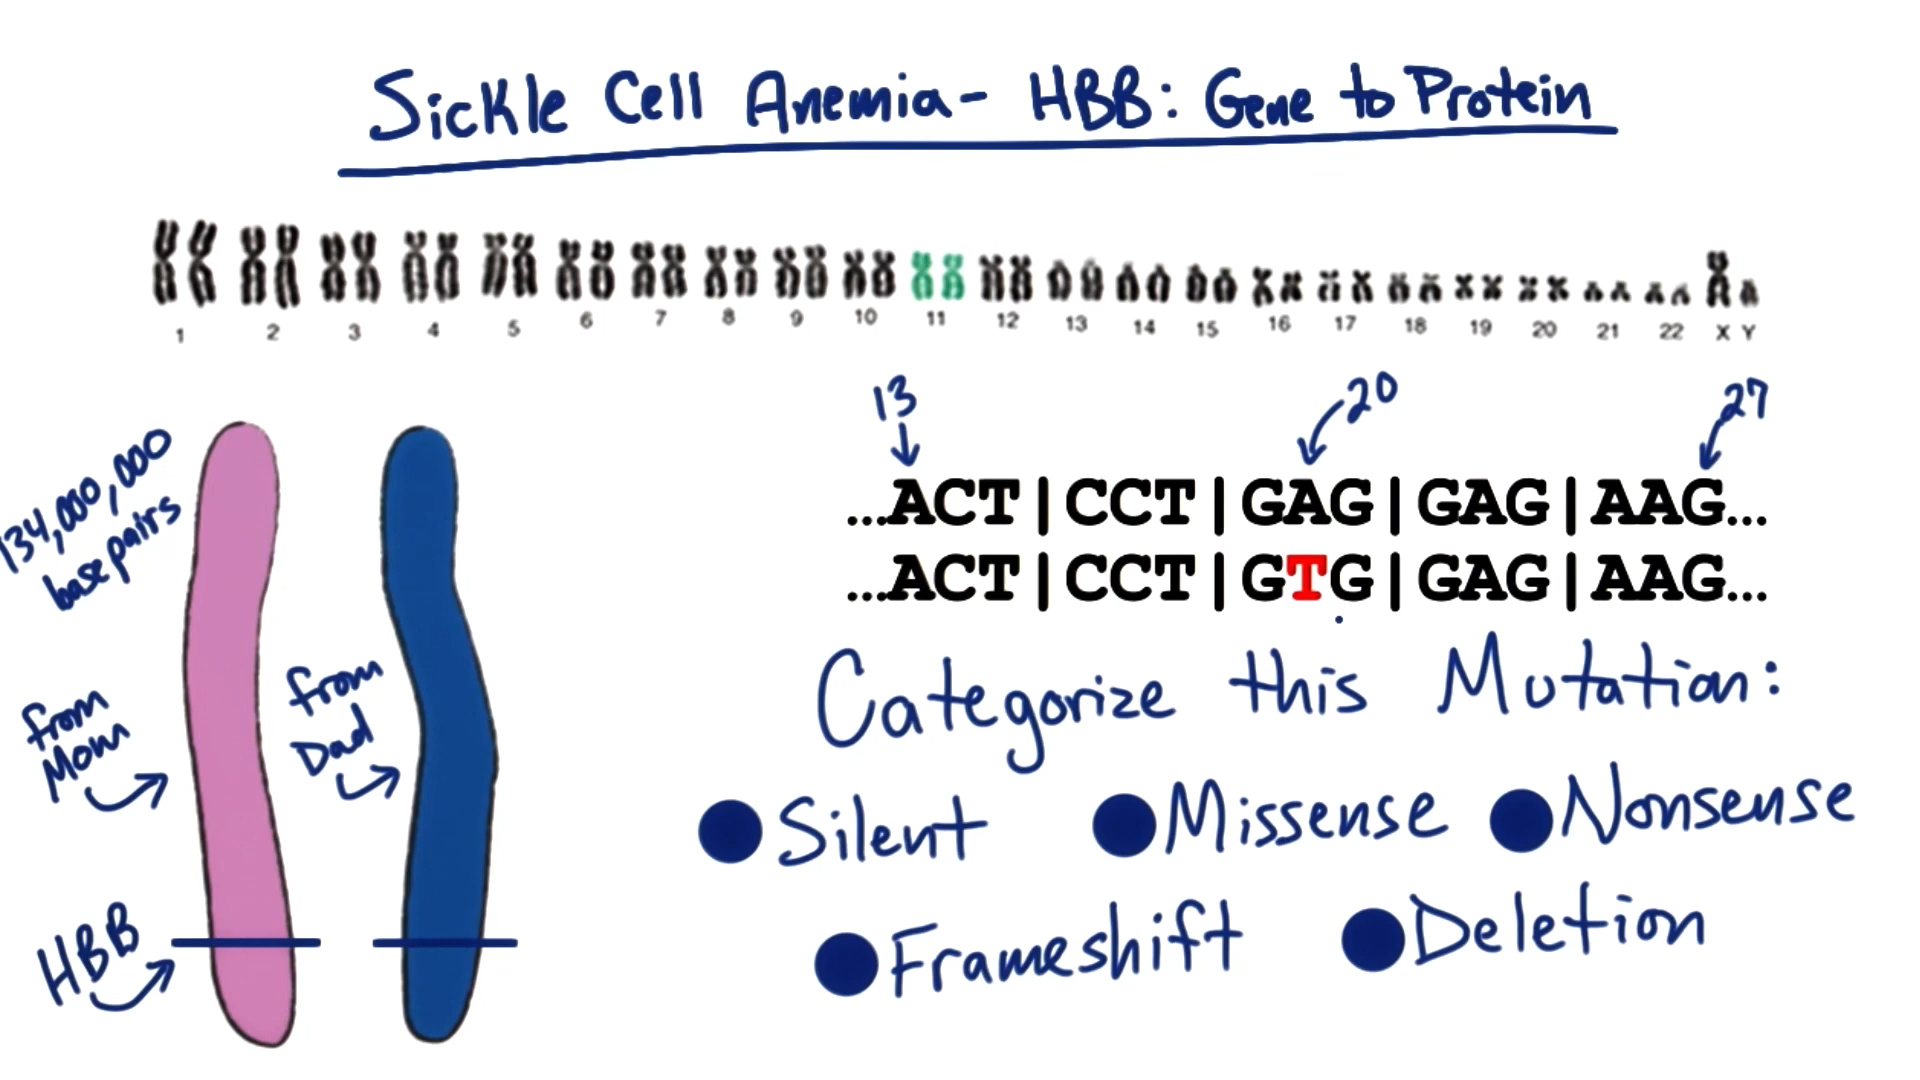 Sickle Cell Anemia- HBB: Gene to Protein
1 2 3 4 5 6 7 8 9 10 11 12 13 14 15 16 17 18 19 20 21 22 X Y
13 20 27
...ACT|CCT|GAG|GAG|AAG...
...ACT|CCT|GTG|GAG|AAG...
134,000,000
base pairs
from
Mom
from
Dad
HBB
Categorize this Mutation:
Silent Missense Nonsense
Frameshift Deletion